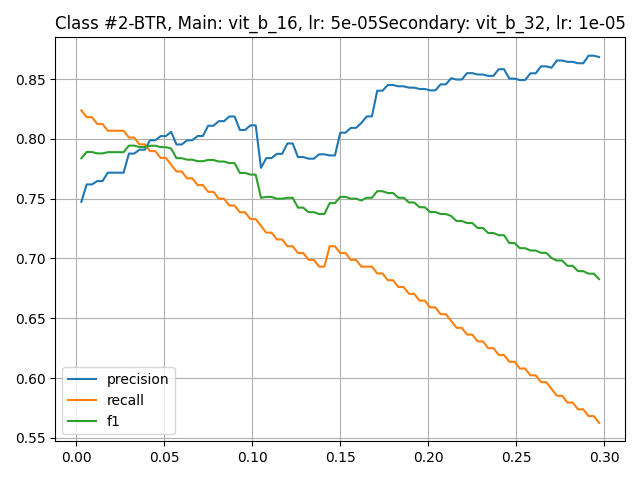 Class #2-BTR, Main: vit_b_16, lr: 5e-05Secondary: vit_b_32, lr: 1e-05
0.85
0.80
0.75
0.70
0.65
0.60
0.55
precision
recall
f1
0.00 0.05 0.10 0.15 0.20 0.25 0.30